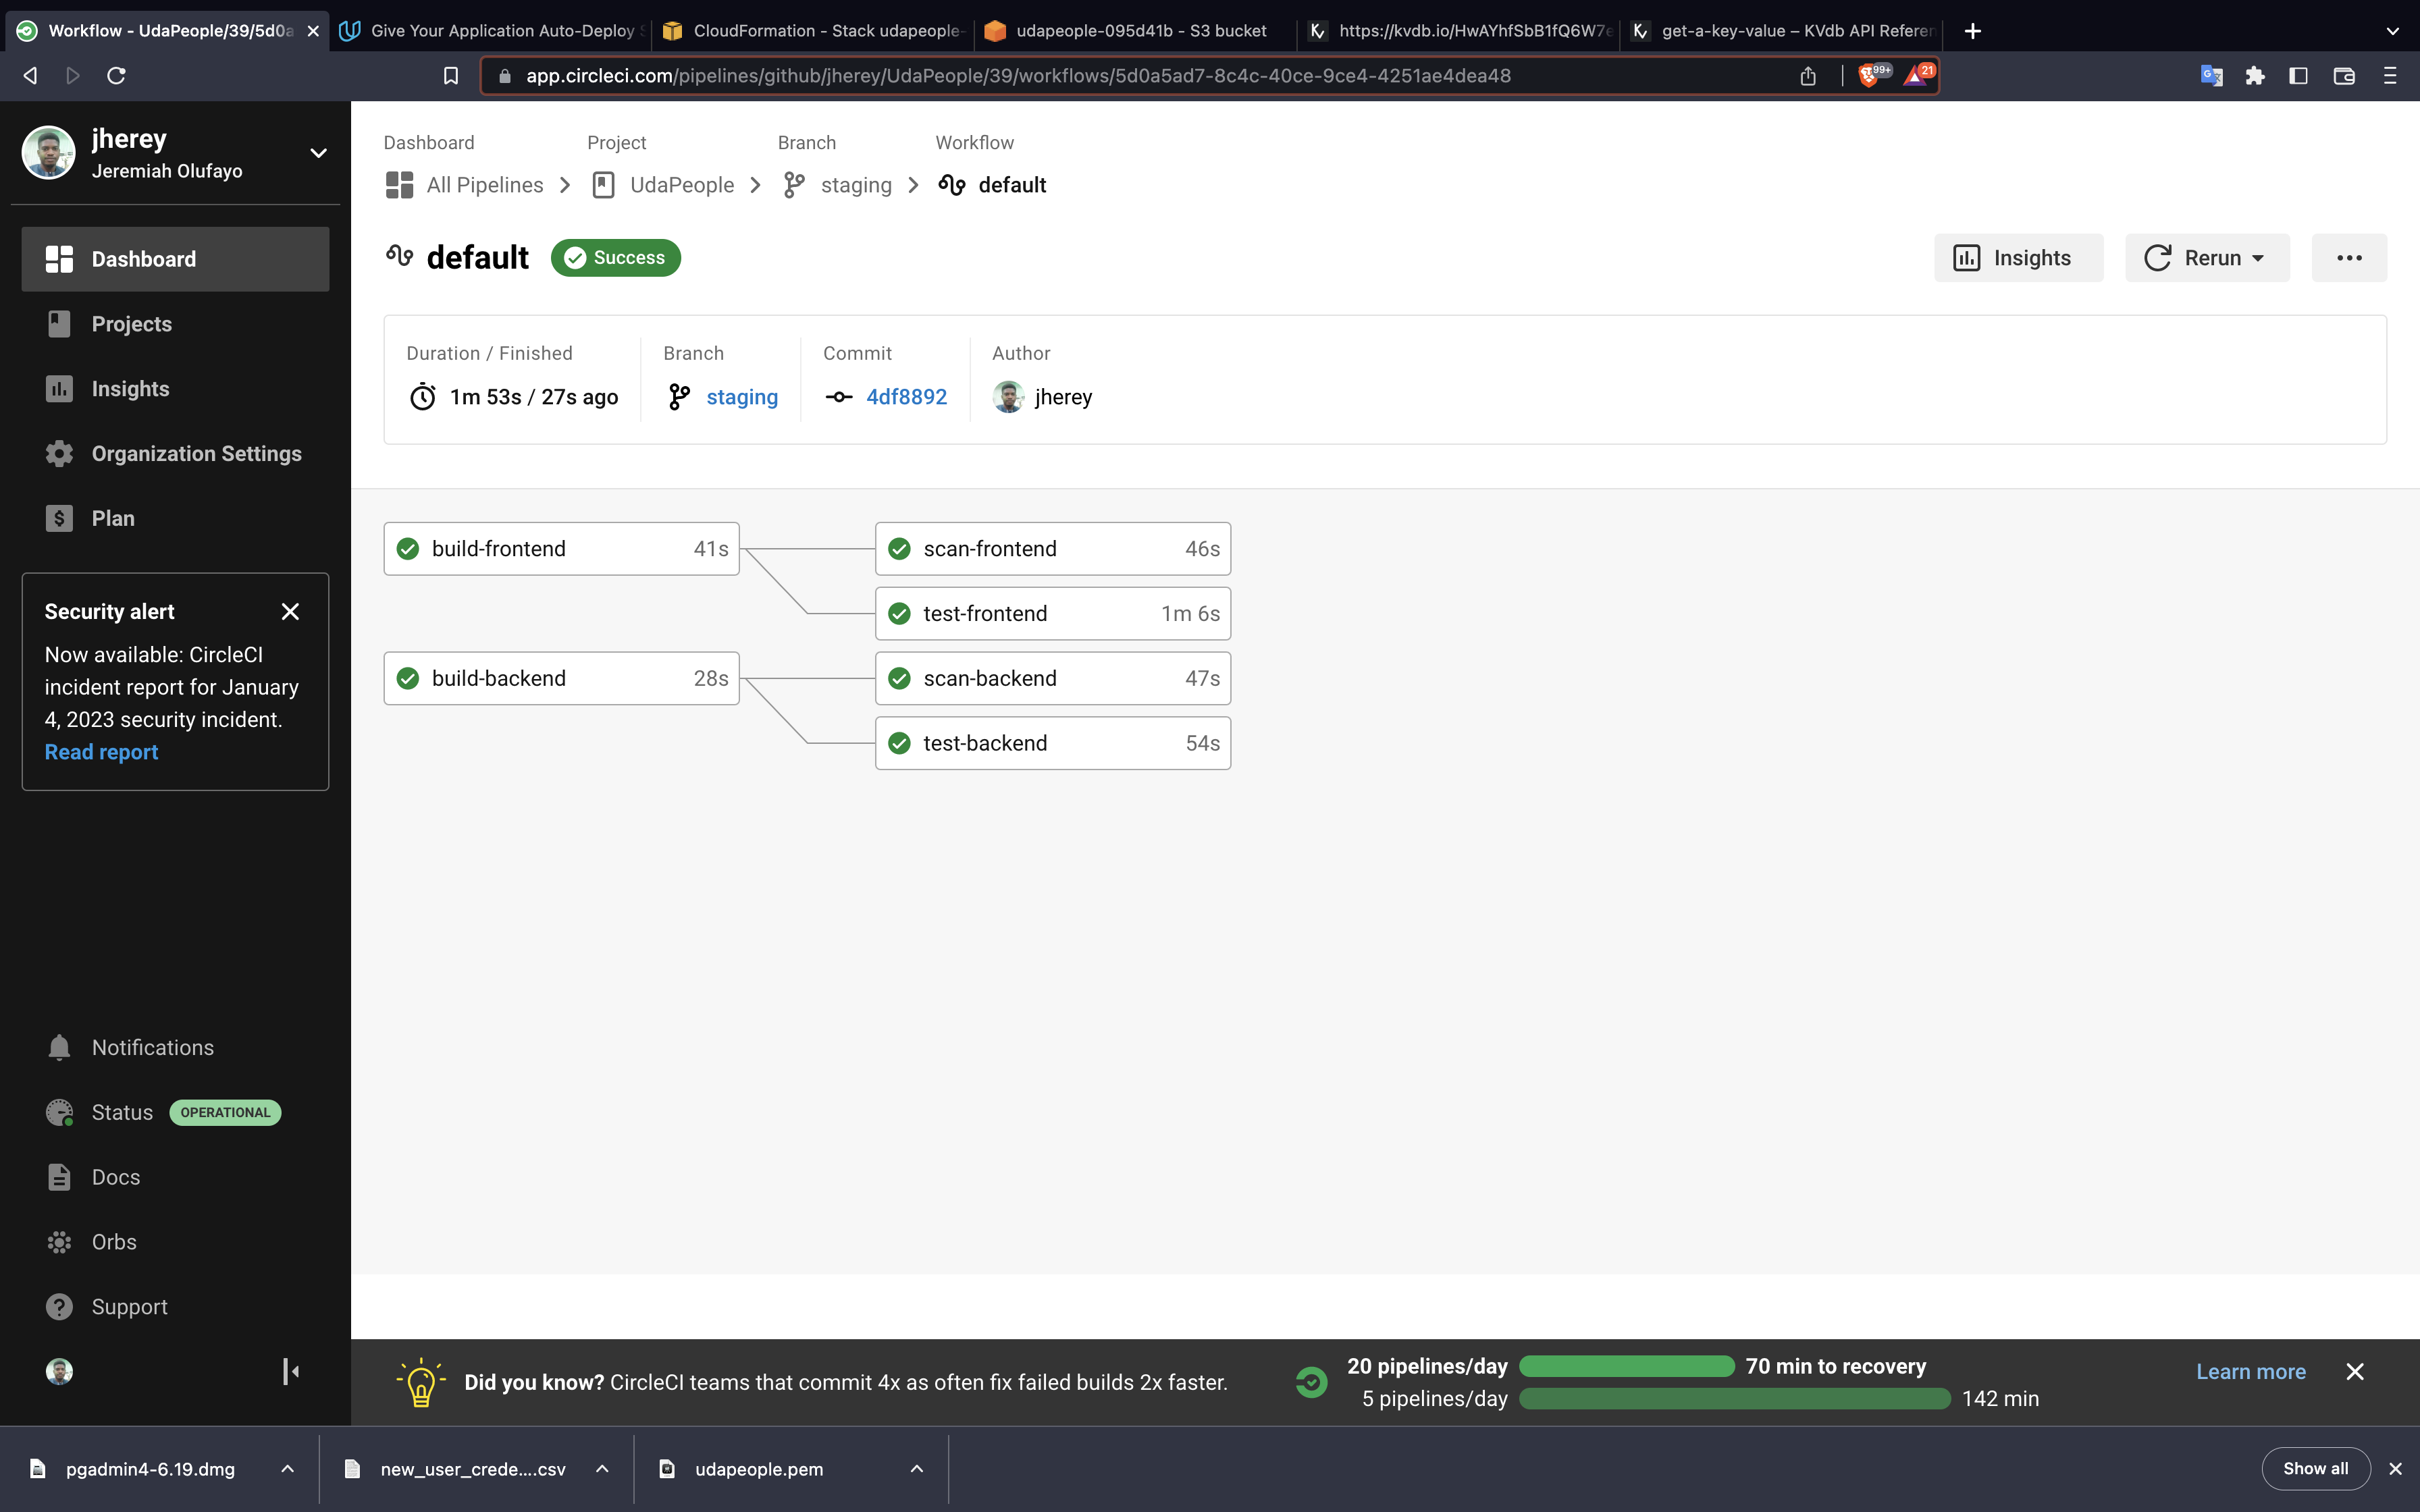 Workflow - UdaPeople/39/5d0a
Give Your Application Auto-Deploy
CloudFormation - Stack udapeople-
udapeople-095d41b - S3 bucket
https://kvdb.io/HwAYhfSbB1fQ6W7e
get-a-key-value – KVdb API Referen
app.circleci.com/pipelines/github/jherey/UdaPeople/39/workflows/5d0a5ad7-8c4c-40ce-9ce4-4251ae4dea48
99+
21
jherey
Jeremiah Olufayo
Dashboard
Projects
Insights
Organization Settings
Plan
Security alert
Now available: CircleCI
incident report for January
4, 2023 security incident.
Read report
Notifications
Status OPERATIONAL
Docs
Orbs
Support
Dashboard Project Branch Workflow
All Pipelines UdaPeople staging default
default Success
Insights Rerun
Duration / Finished Branch Commit Author
1m 53s / 27s ago staging 4df8892 jherey
build-frontend 41s scan-frontend 46s
test-frontend 1m 6s
build-backend 28s scan-backend 47s
test-backend 54s
Did you know? CircleCI teams that commit 4x as often fix failed builds 2x faster.
20 pipelines/day 70 min to recovery
5 pipelines/day 142 min
Learn more
pgadmin4-6.19.dmg
new_user_crede....csv
udapeople.pem
Show all